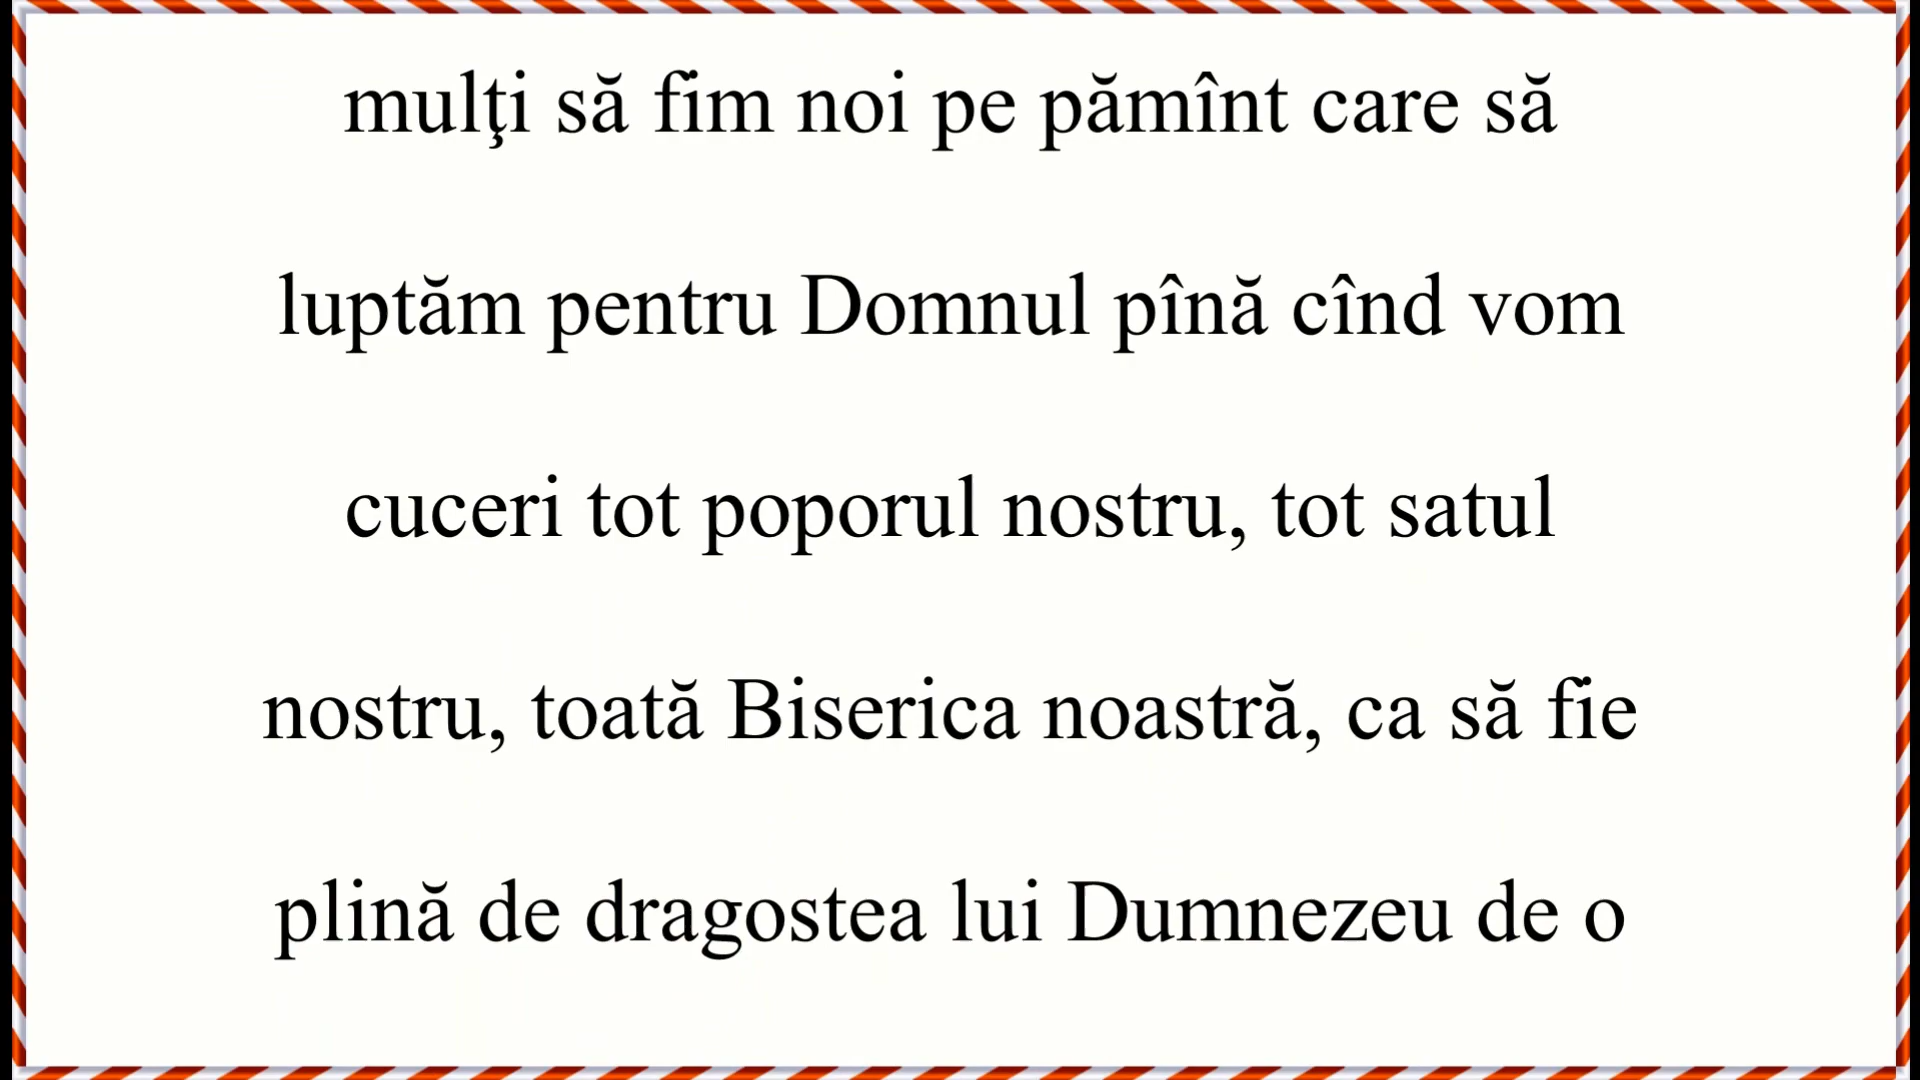 mulţi să fim noi pe pămînt care să
luptăm pentru Domnul pînă cînd vom
cuceri tot poporul nostru, tot satul
nostru, toată Biserica noastră, ca să fie
plină de dragostea lui Dumnezeu de o